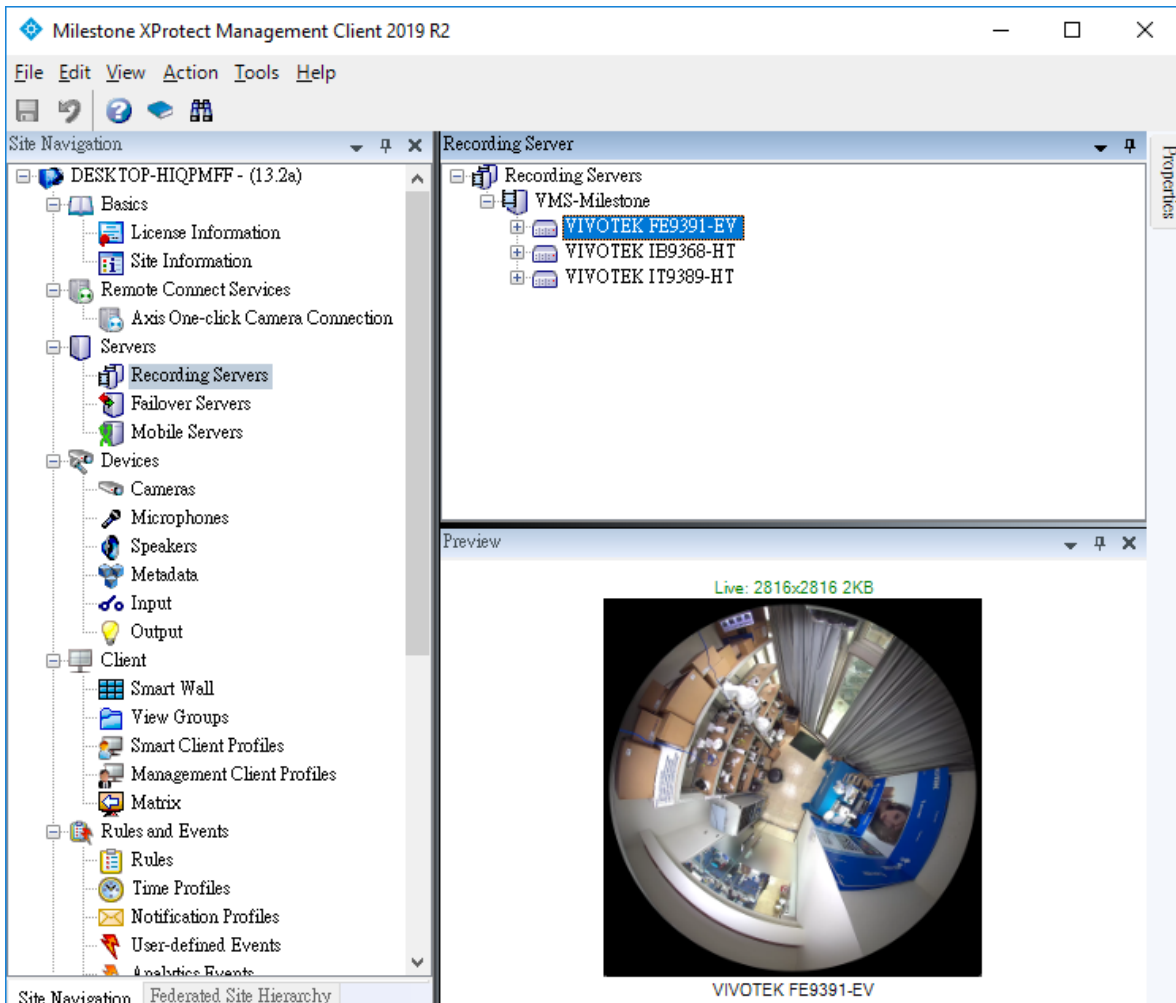 Milestone XProtect Management Client 2019 R2
File Edit View Action Tools Help
Site Navigation
DESKTOP-HIQPMFF - (13.2a)
Basics
License Information
Site Information
Remote Connect Services
Axis One-click Camera Connection
Servers
Recording Servers
Failover Servers
Mobile Servers
Devices
Cameras
Microphones
Speakers
Metadata
Input
Output
Client
Smart Wall
View Groups
Smart Client Profiles
Management Client Profiles
Matrix
Rules and Events
Rules
Time Profiles
Notification Profiles
User-defined Events
Analytics Events
Site Navigation Federated Site Hierarchy
Recording Server
Recording Servers
VMS-Milestone
VIVOTEK FE9391-EV
VIVOTEK IB9368-HT
VIVOTEK IT9389-HT
Preview
Live: 2816x2816 2KB
VIVOTEK FE9391-EV
Properties